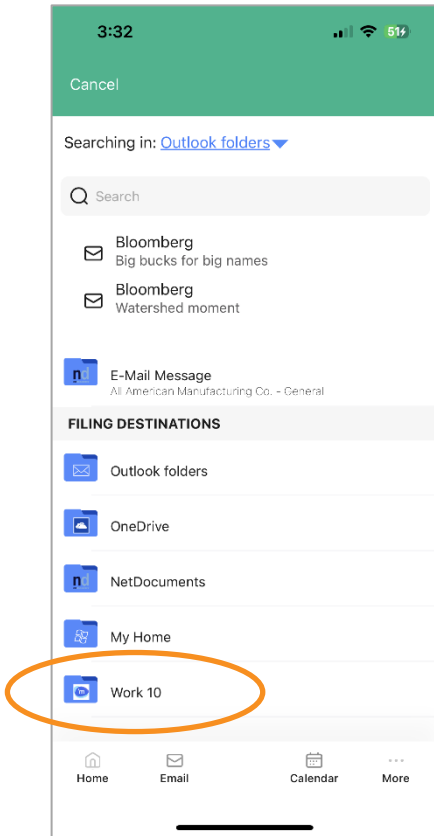 3:32
51
Cancel
Searching in: Outlook folders
Search
Bloomberg
Big bucks for big names
Bloomberg
Watershed moment
nd
E-Mail Message
All American Manufacturing Co. - General
FILING DESTINATIONS
Outlook folders
OneDrive
nd
NetDocuments
My Home
Work 10
Home
Email
Calendar
More